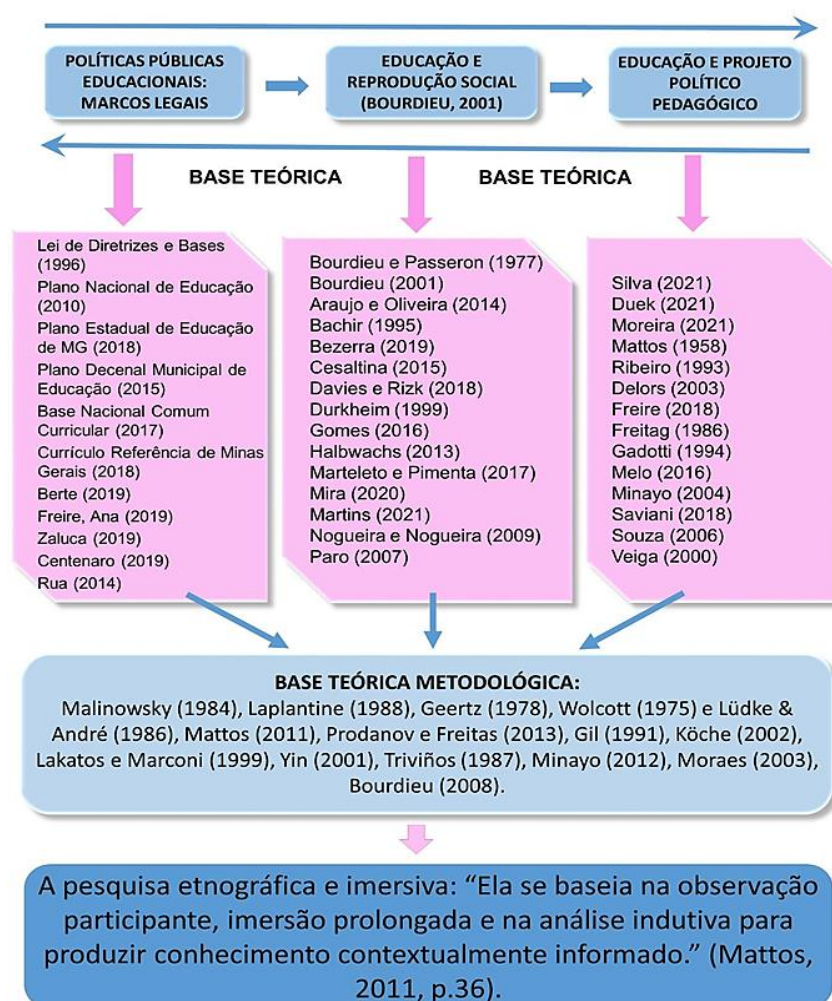 POLÍTICAS PÚBLICAS
EDUCACIONAIS:
MARCOS LEGAIS
EDUCAÇÃO E
REPRODUÇÃO SOCIAL
(BOURDIEU, 2001)
EDUCAÇÃO E PROJETO
POLÍTICO
PEDAGÓGICO
BASE TEÓRICA
BASE TEÓRICA
Lei de Diretrizes e Bases
(1996)
Plano Nacional de Educação
(2010)
Plano Estadual de Educação
de MG (2018)
Plano Decenal Municipal de
Educação (2015)
Base Nacional Comum
Curricular (2017)
Currículo Referência de Minas
Gerais (2018)
Berte (2019)
Freire, Ana (2019)
Zaluca (2019)
Centenaro (2019)
Rua (2014)
Bourdieu e Passeron (1977)
Bourdieu (2001)
Araujo e Oliveira (2014)
Bachir (1995)
Bezerra (2019)
Cesaltina (2015)
Davies e Rizk (2018)
Durkheim (1999)
Gomes (2016)
Halbwachs (2013)
Marteleto e Pimenta (2017)
Mira (2020)
Martins (2021)
Nogueira e Nogueira (2009)
Paro (2007)
Silva (2021)
Duek (2021)
Moreira (2021)
Mattos (1958)
Ribeiro (1993)
Delors (2003)
Freire (2018)
Freitag (1986)
Gadotti (1994)
Melo (2016)
Minayo (2004)
Saviani (2018)
Souza (2006)
Veiga (2000)
BASE TEÓRICA METODOLÓGICA:
Malinowsky (1984), Laplantine (1988), Geertz (1978), Wolcott (1975) e Lüdke &
André (1986), Mattos (2011), Prodanov e Freitas (2013), Gil (1991), Köche (2002),
Lakatos e Marconi (1999), Yin (2001), Triviños (1987), Minayo (2012), Moraes (2003),
Bourdieu (2008).
A pesquisa etnográfica e imersiva: “Ela se baseia na observação
participante, imersão prolongada e na análise indutiva para
produzir conhecimento contextualmente informado.” (Mattos,
2011, p.36).